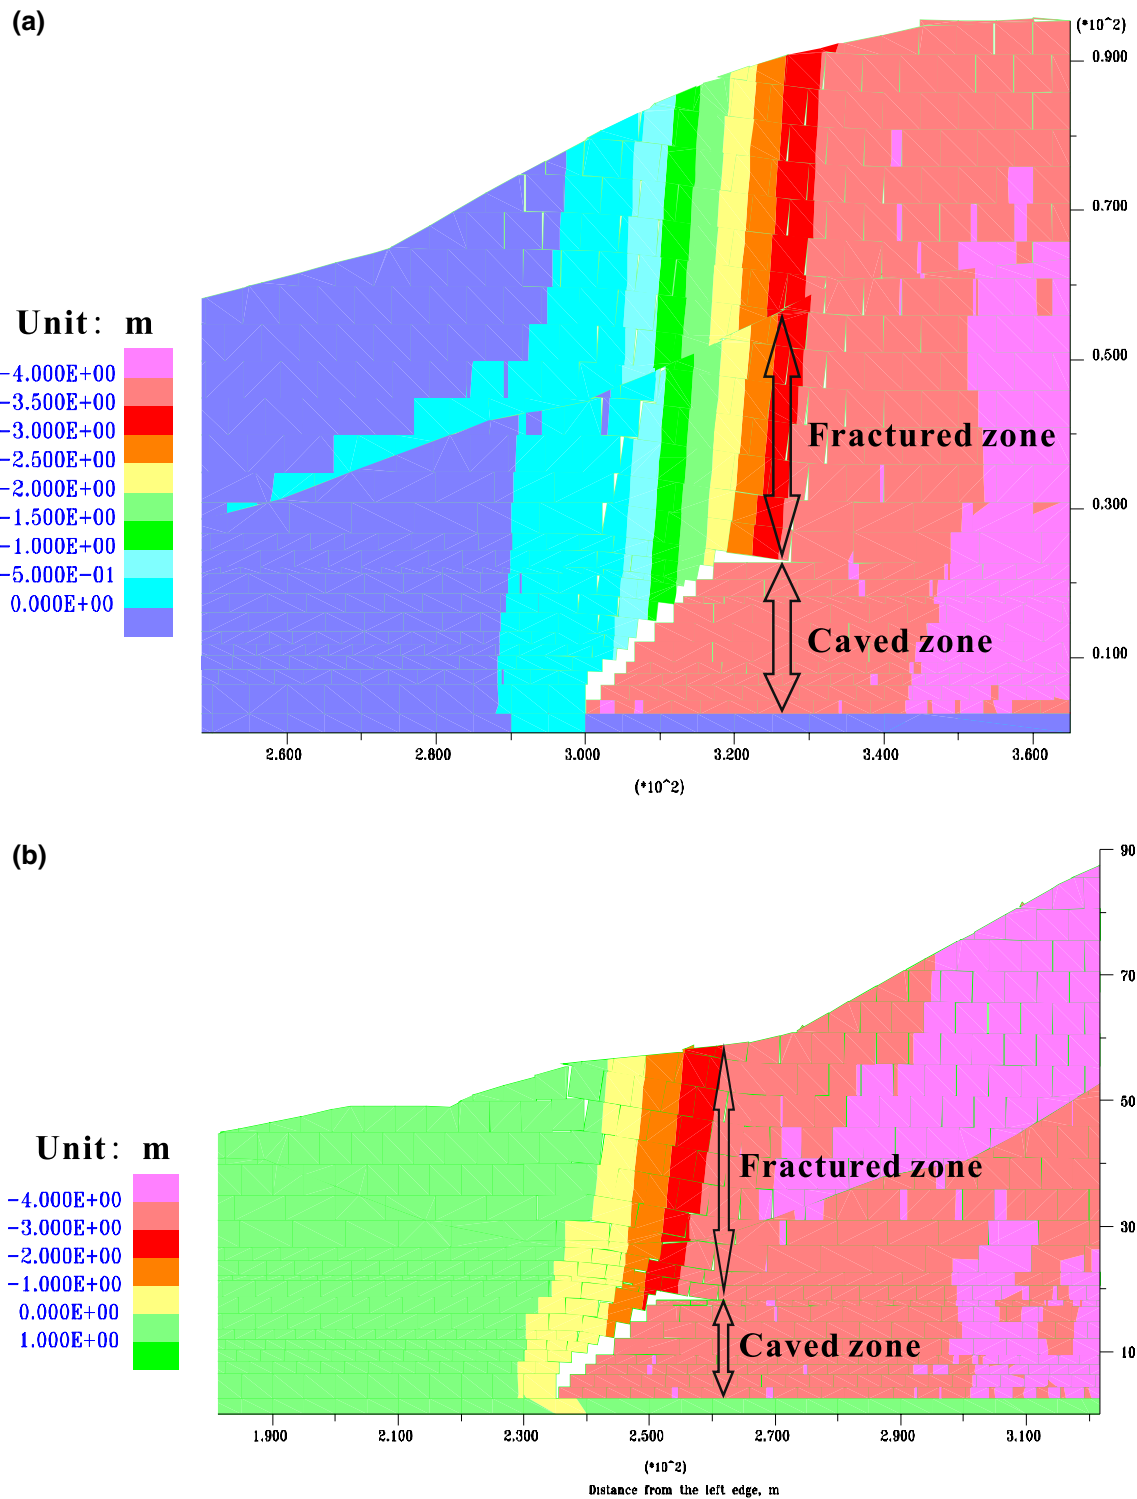 (a)
(*10^2)
0.900
0.700
Unit: m
-4.000E+00
-3.500E+00
-3.000E+00
-2.500E+00
-2.000E+00
-1.500E+00
-1.000E+00
-5.000E-01
0.000E+00
0.500
Fractured zone
0.300
Caved zone
0.100
2.600 2.800 3.000 3.200 3.400 3.600
(*10^2)
(b)
90
70
50
Unit: m
-4.000E+00
-3.000E+00
-2.000E+00
-1.000E+00
0.000E+00
1.000E+00
Fractured zone
30
Caved zone
10
1.900 2.100 2.300 2.500 2.700 2.900 3.100
(*10^2)
Distance from the left edge, m